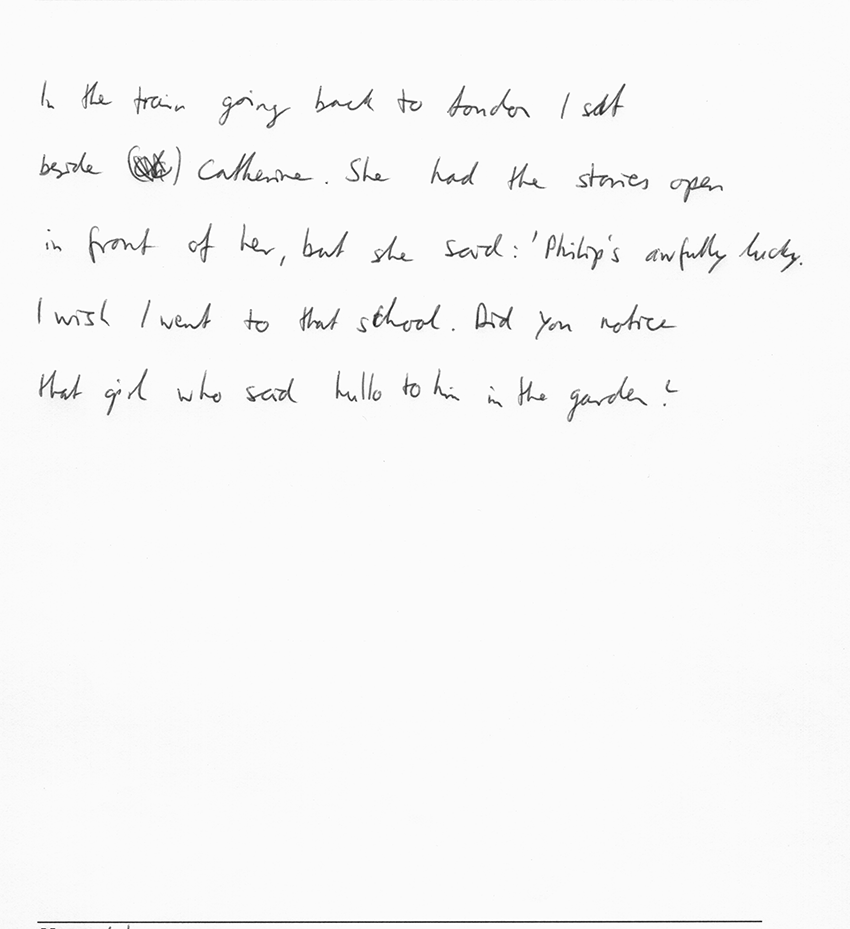 In the train going back to London I sat
beside Catherine. She had the stories open
in front of her, but she said: 'Philip's awfully lucky.
I wish I went to that school. Did you notice
that girl who said hullo to him in the garden?